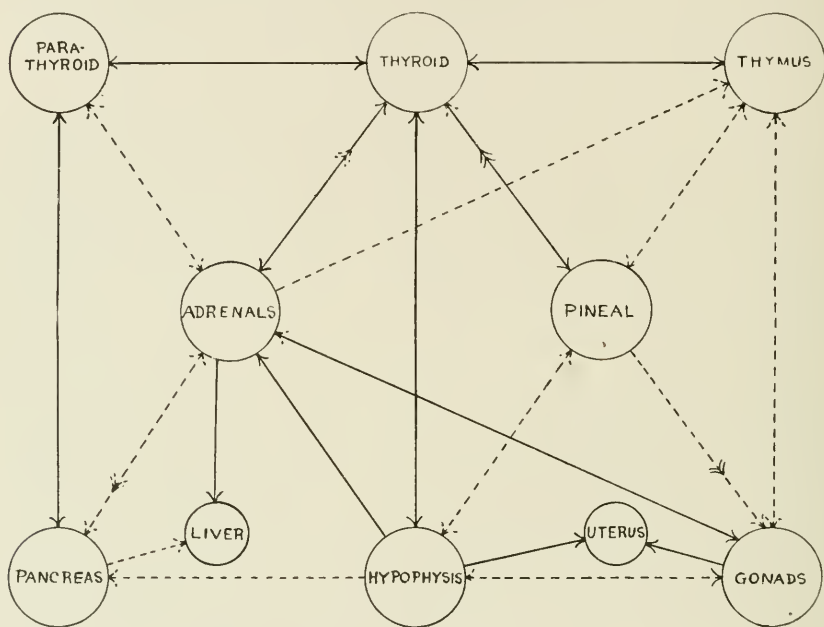 PARA-
THYROID
THYROID
THYMUS
ADRENALS
PINEAL
LIVER
UTERUS
PANCREAS
HYPOPHYSIS
GONADS